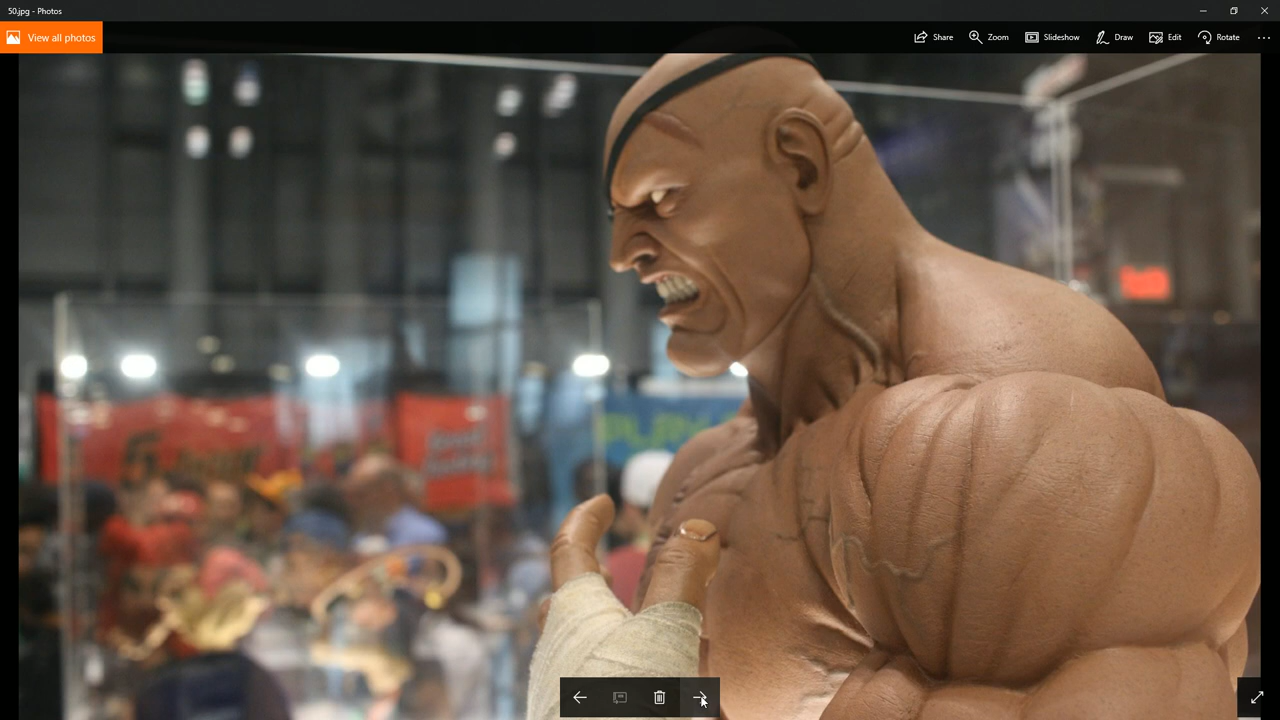 50.jpg - Photos
View all photos
Share
Zoom
Slideshow
Draw
Edit
Rotate